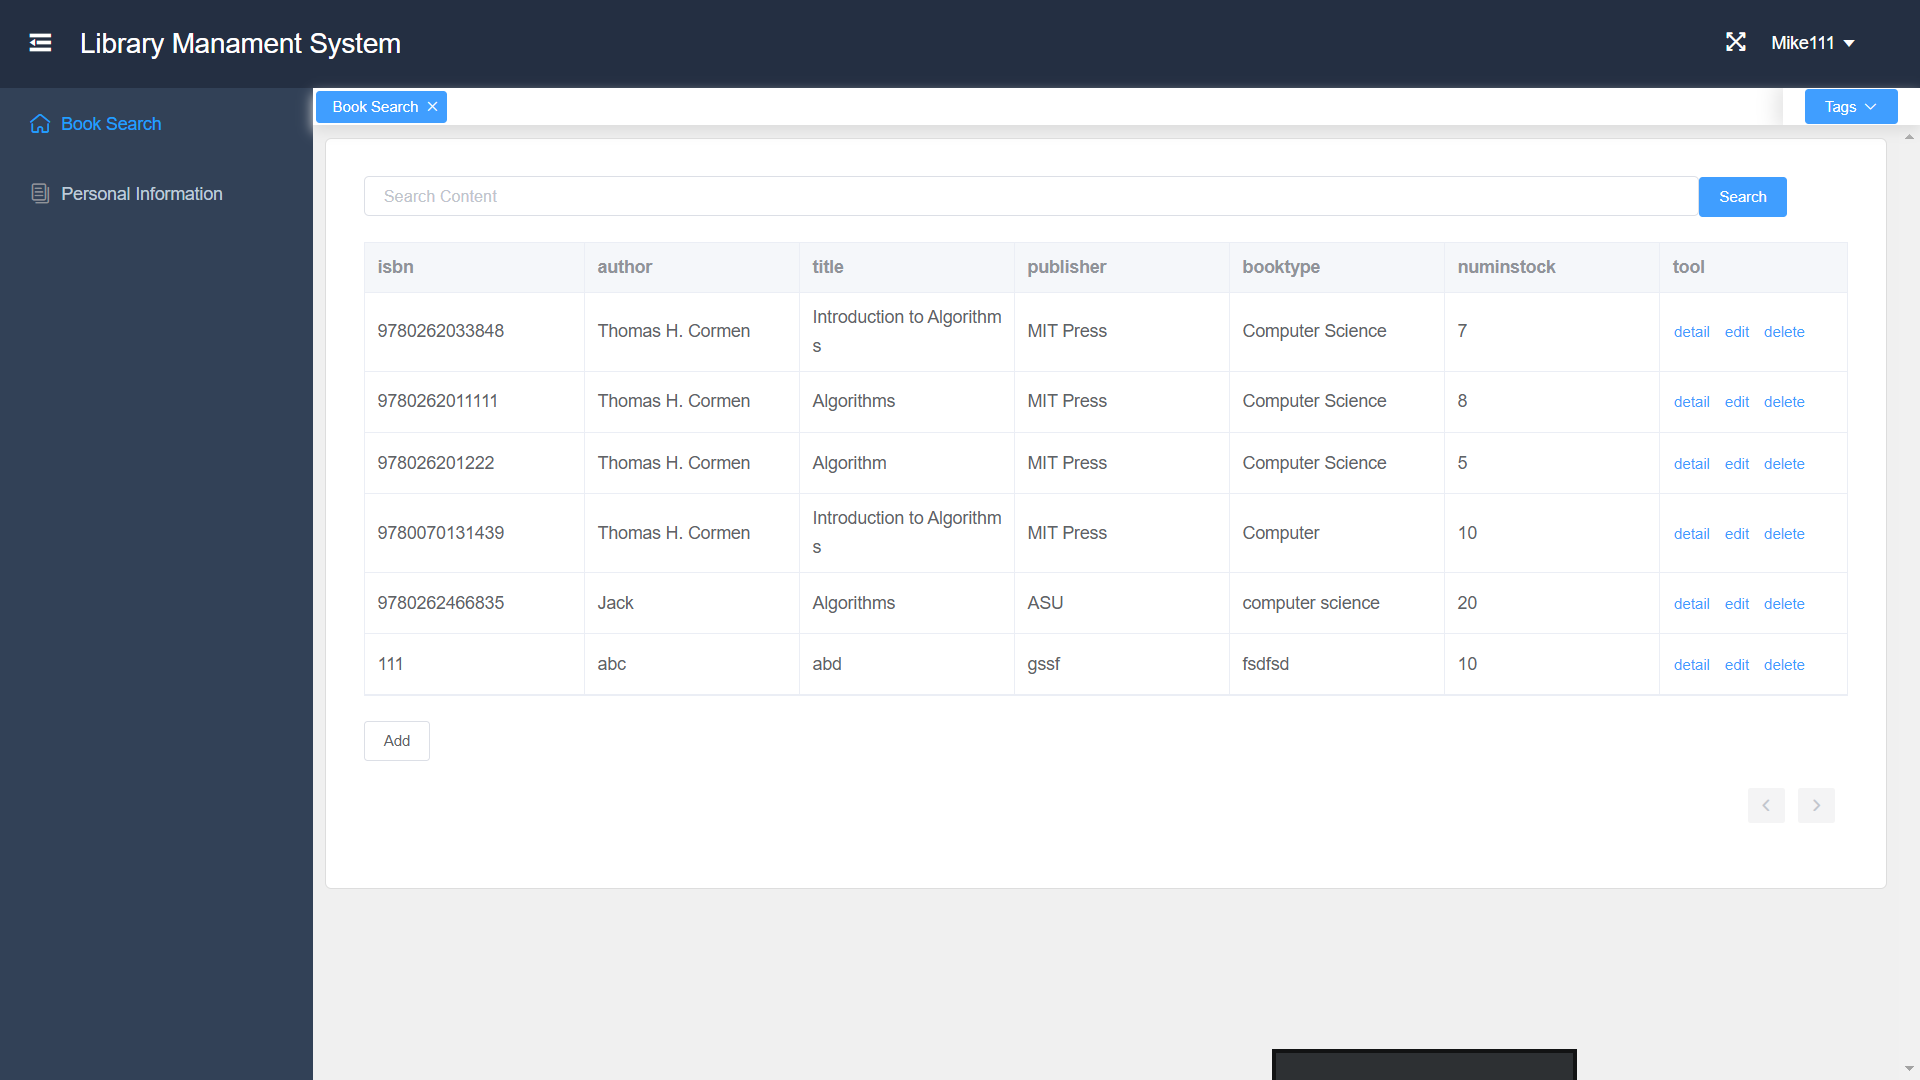 Library Manament System
Mike111
Book Search
Personal Information
Book Search
Tags
Search Content
Search
isbn author title publisher booktype numinstock tool
9780262033848 Thomas H. Cormen Introduction to Algorithm
s MIT Press Computer Science 7 detail edit delete
9780262011111 Thomas H. Cormen Algorithms MIT Press Computer Science 8 detail edit delete
978026201222 Thomas H. Cormen Algorithm MIT Press Computer Science 5 detail edit delete
9780070131439 Thomas H. Cormen Introduction to Algorithm
s MIT Press Computer 10 detail edit delete
9780262466835 Jack Algorithms ASU computer science 20 detail edit delete
111 abc abd gssf fsdfsd 10 detail edit delete
Add